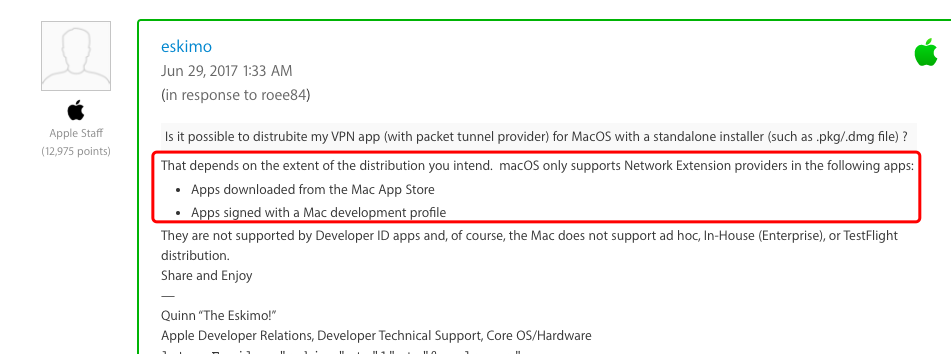 eskimo
Jun 29, 2017 1:33 AM
(in response to roee84)
Apple Staff
(12,975 points)
Is it possible to distrubite my VPN app (with packet tunnel provider) for MacOS with a standalone installer (such as .pkg/.dmg file) ?
That depends on the extent of the distribution you intend.  macOS only supports Network Extension providers in the following apps:
• Apps downloaded from the Mac App Store
• Apps signed with a Mac development profile
They are not supported by Developer ID apps and, of course, the Mac does not support ad hoc, In-House (Enterprise), or TestFlight
distribution.
Share and Enjoy
—
Quinn “The Eskimo!”
Apple Developer Relations, Developer Technical Support, Core OS/Hardware